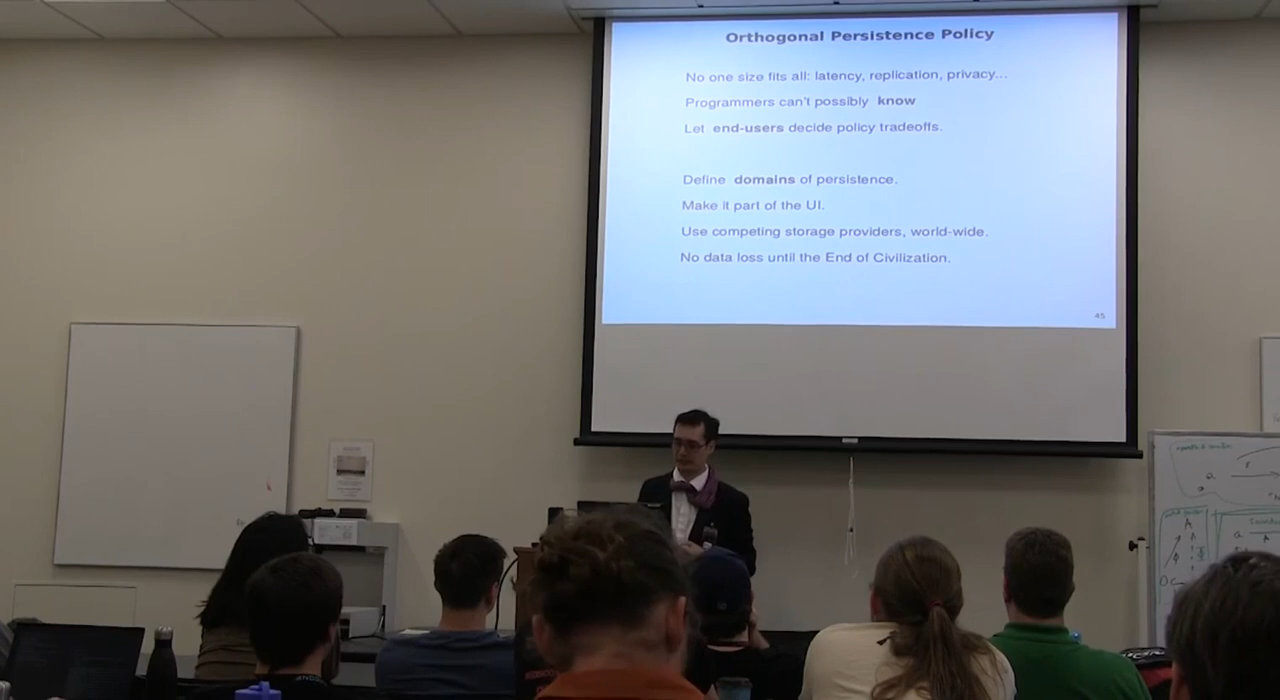 Orthogonal Persistence Policy
No one size fits all: latency, replication, privacy...
Programmers can't possibly know
Let end-users decide policy tradeoffs.
Define domains of persistence.
Make it part of the UI.
Use competing storage providers, world-wide.
No data loss until the End of Civilization.
45